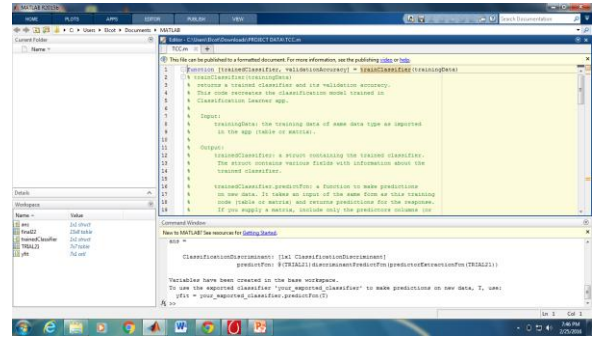 MATLAB R2015b
HOME PLOTS APPS EDITOR PUBLISH VIEW
Search Documentation
C: Users Elcot Documents MATLAB
Current Folder
Name
Editor - C:\Users\Elcot\Downloads\PROJECT DATA\TCC.m
TCC.m
This file can be published to a formatted document. For more information, see the publishing video or help.
1 function [trainedClassifier, validationAccuracy] = trainClassifier(trainingData)
2 % trainClassifier(trainingData)
3 % returns a trained classifier and its validation accuracy.
4 % This code recreates the classification model trained in
5 % Classification Learner app.
6 %
7 % Input:
8 % trainingData: the training data of same data type as imported
9 % in the app (table or matrix).
10 %
11 % Output:
12 % trainedClassifier: a struct containing the trained classifier.
13 % The struct contains various fields with information about the
14 % trained classifier.
15 %
16 % trainedClassifier.predictFcn: a function to make predictions
17 % on new data. It takes an input of the same form as this training
18 % code (table or matrix) and returns predictions for the response.
19 % If you supply a matrix, include only the predictors columns (or
Details
Workspace
Name Value
ans 1x1 struct
final22
trainedClassifier 1x1 struct
TRIAL21 7x7 table
yfit
Command Window
New to MATLAB? See resources for Getting Started.
ans =
ClassificationDiscriminant: [1x1 ClassificationDiscriminant]
predictFcn: @(TRIAL21)discriminantPredictFcn(predictorExtractionFcn(TRIAL21))
Variables have been created in the base workspace.
To use the exported classifier 'your_exported_classifier' to make predictions on new data, T, use:
yfit = your_exported_classifier.predictFcn(T)
fx >>
Ln 1 Col 1
7:46 PM
2/25/2018